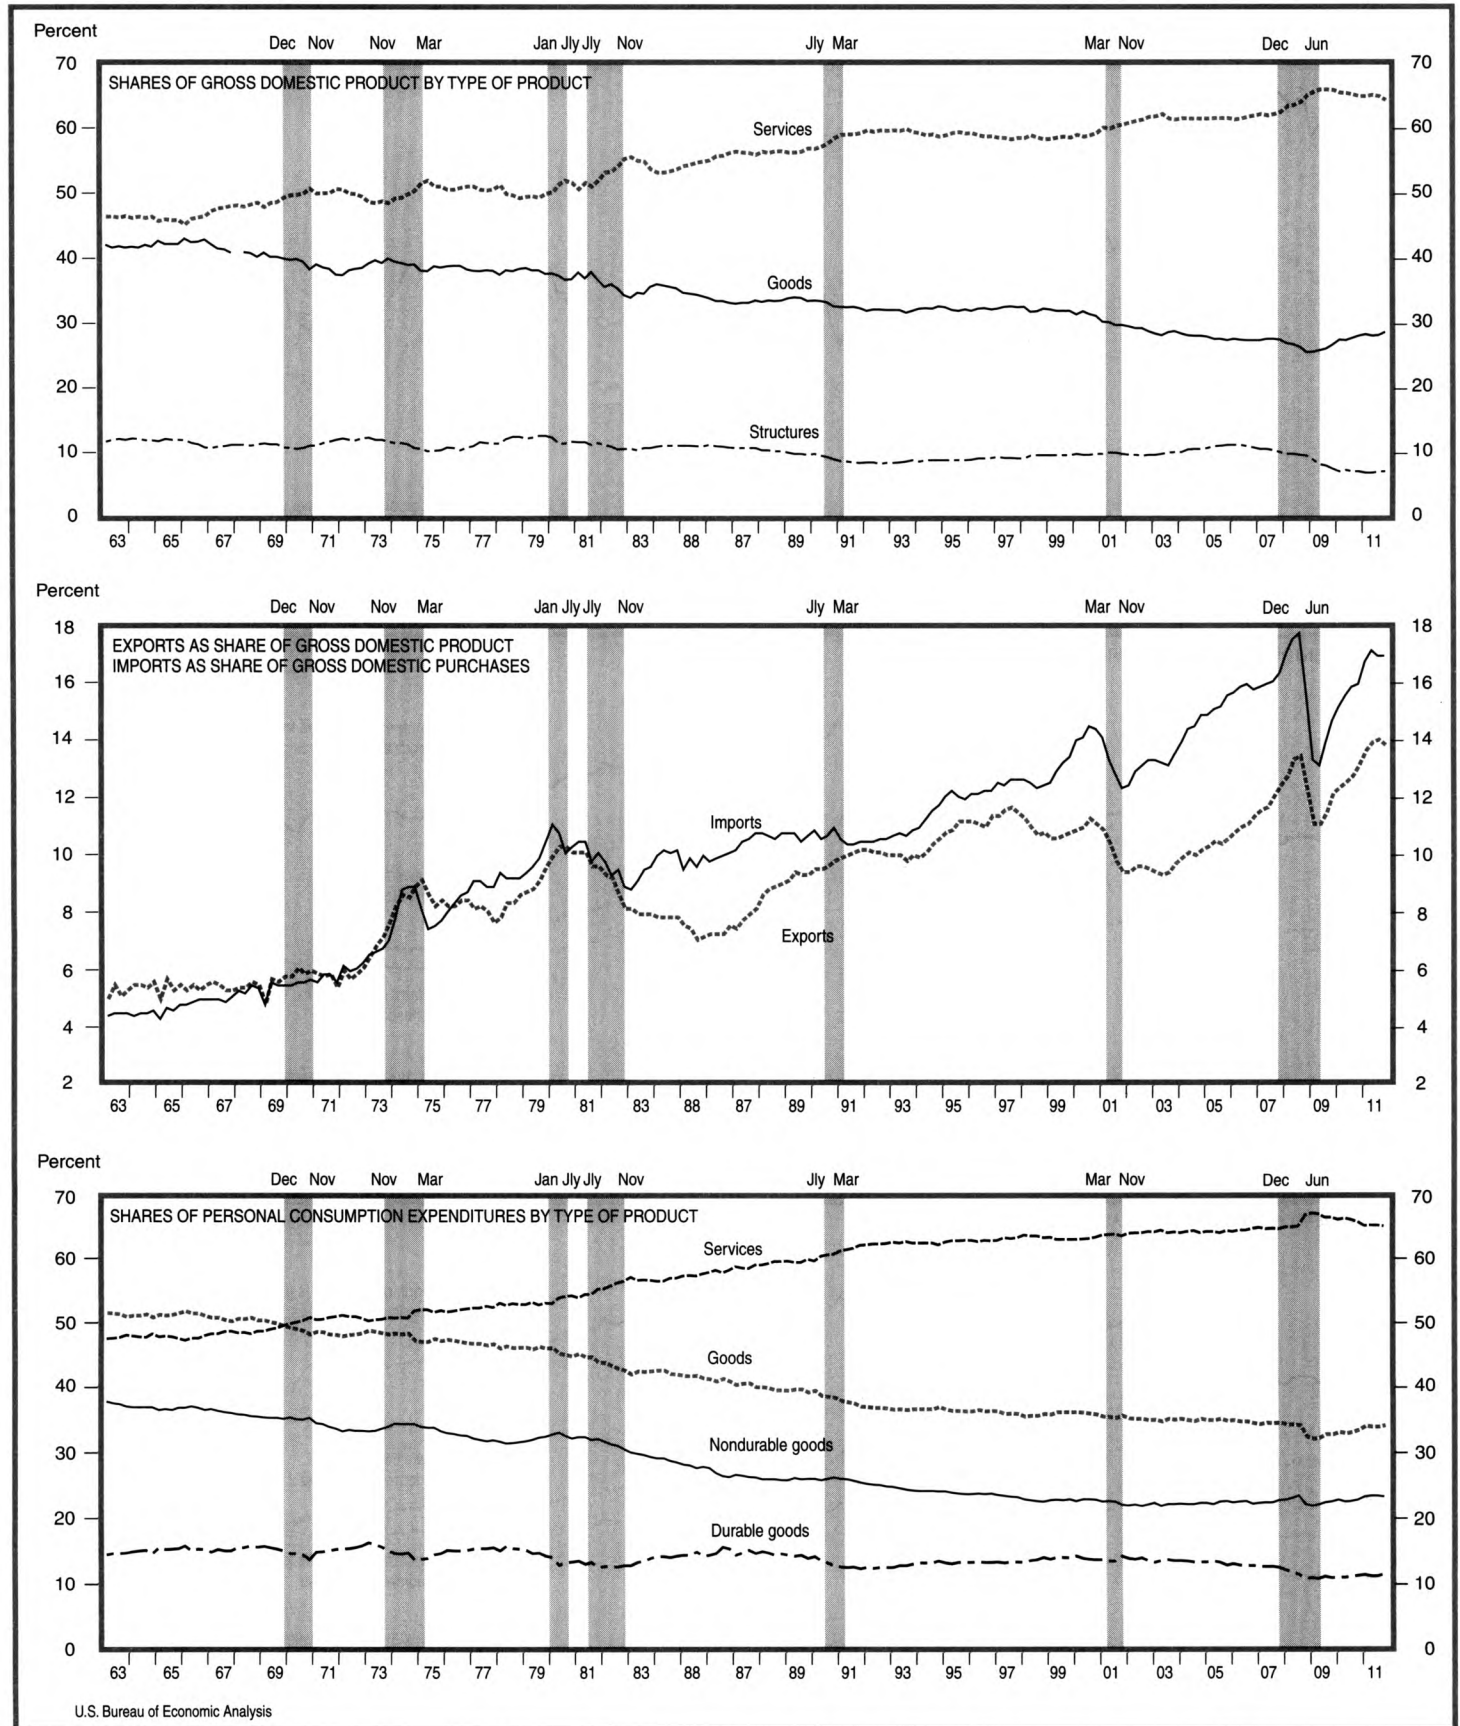 Percent
Dec Nov Nov Mar Jan Jly Jly Nov Jly Mar Mar Nov Dec Jun
70 70
SHARES OF GROSS DOMESTIC PRODUCT BY TYPE OF PRODUCT
60 Services 60
50 50
40 40
Goods
30 30
20 20
Structures
10 10
0 0
63 65 67 69 71 73 75 77 79 81 83 88 87 89 91 93 95 97 99 01 03 05 07 09 11
Percent
Dec Nov Nov Mar Jan Jly Jly Nov Jly Mar Mar Nov Dec Jun
18 18
EXPORTS AS SHARE OF GROSS DOMESTIC PRODUCT
IMPORTS AS SHARE OF GROSS DOMESTIC PURCHASES
16 16
14 14
12 12
Imports
10 10
8 8
Exports
6 6
4 4
2 2
63 65 67 69 71 73 75 77 79 81 83 88 87 89 91 93 95 97 99 01 03 05 07 09 11
Percent
Dec Nov Nov Mar Jan Jly Jly Nov Jly Mar Mar Nov Dec Jun
70 70
SHARES OF PERSONAL CONSUMPTION EXPENDITURES BY TYPE OF PRODUCT
Services
60 60
50 50
Goods
40 40
Nondurable goods
30 30
20 20
Durable goods
10 10
0 0
63 65 67 69 71 73 75 77 79 81 83 88 87 89 91 93 95 97 99 01 03 05 07 09 11
U.S. Bureau of Economic Analysis